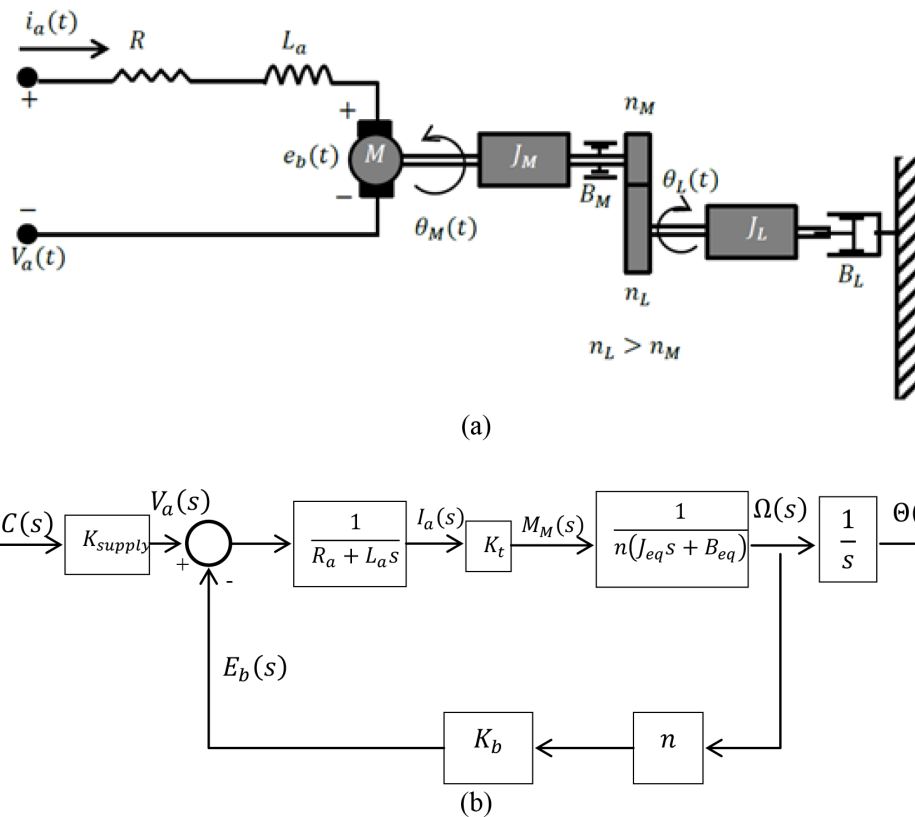 i_a(t)
R
L_a
+
+
e_b(t)
M
J_M
n_M
B_M
θ_L(t)
−
−
V_a(t)
θ_M(t)
J_L
B_L
n_L
n_L > n_M
(a)
C(s)
K_supply
V_a(s)
+
-
1
R_a + L_a s
I_a(s)
K_t
M_M(s)
1
n(J_eq s + B_eq)
Ω(s)
1
s
Θ(
E_b(s)
K_b
n
(b)